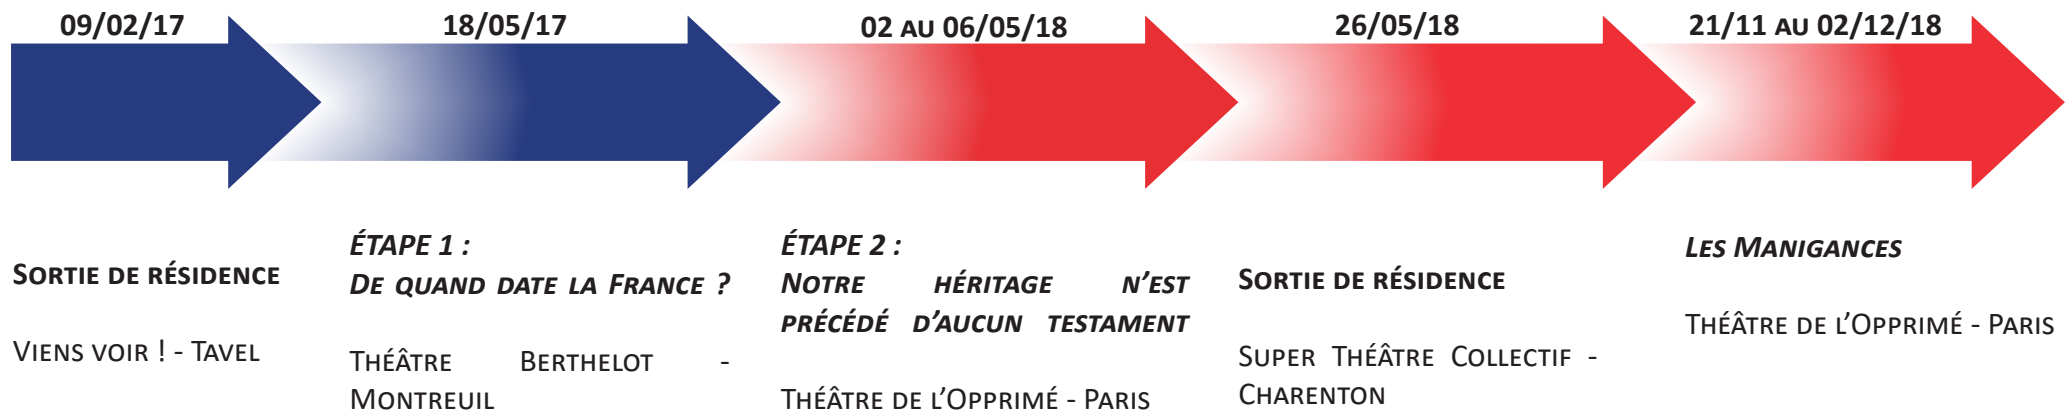 09/02/17
18/05/17
02 AU 06/05/18
26/05/18
21/11 AU 02/12/18
SORTIE DE RÉSIDENCE
VIENS VOIR ! - TAVEL
ÉTAPE 1 :
DE QUAND DATE LA FRANCE ?
THÉÂTRE BERTHELOT -
MONTREUIL
ÉTAPE 2 :
NOTRE HÉRITAGE N’EST
PRÉCÉDÉ D'AUCUN TESTAMENT
THÉÂTRE DE L’OPPRIMÉ - PARIS
SORTIE DE RÉSIDENCE
SUPER THÉÂTRE COLLECTIF -
CHARENTON
LES MANIGANCES
THÉÂTRE DE L’OPPRIMÉ - PARIS